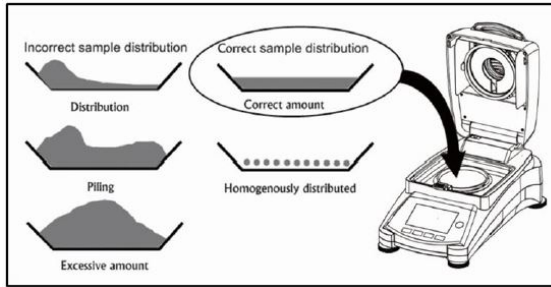 Incorrect sample distribution
Distribution
Piling
Excessive amount
Correct sample distribution
Correct amount
Homogenously distributed